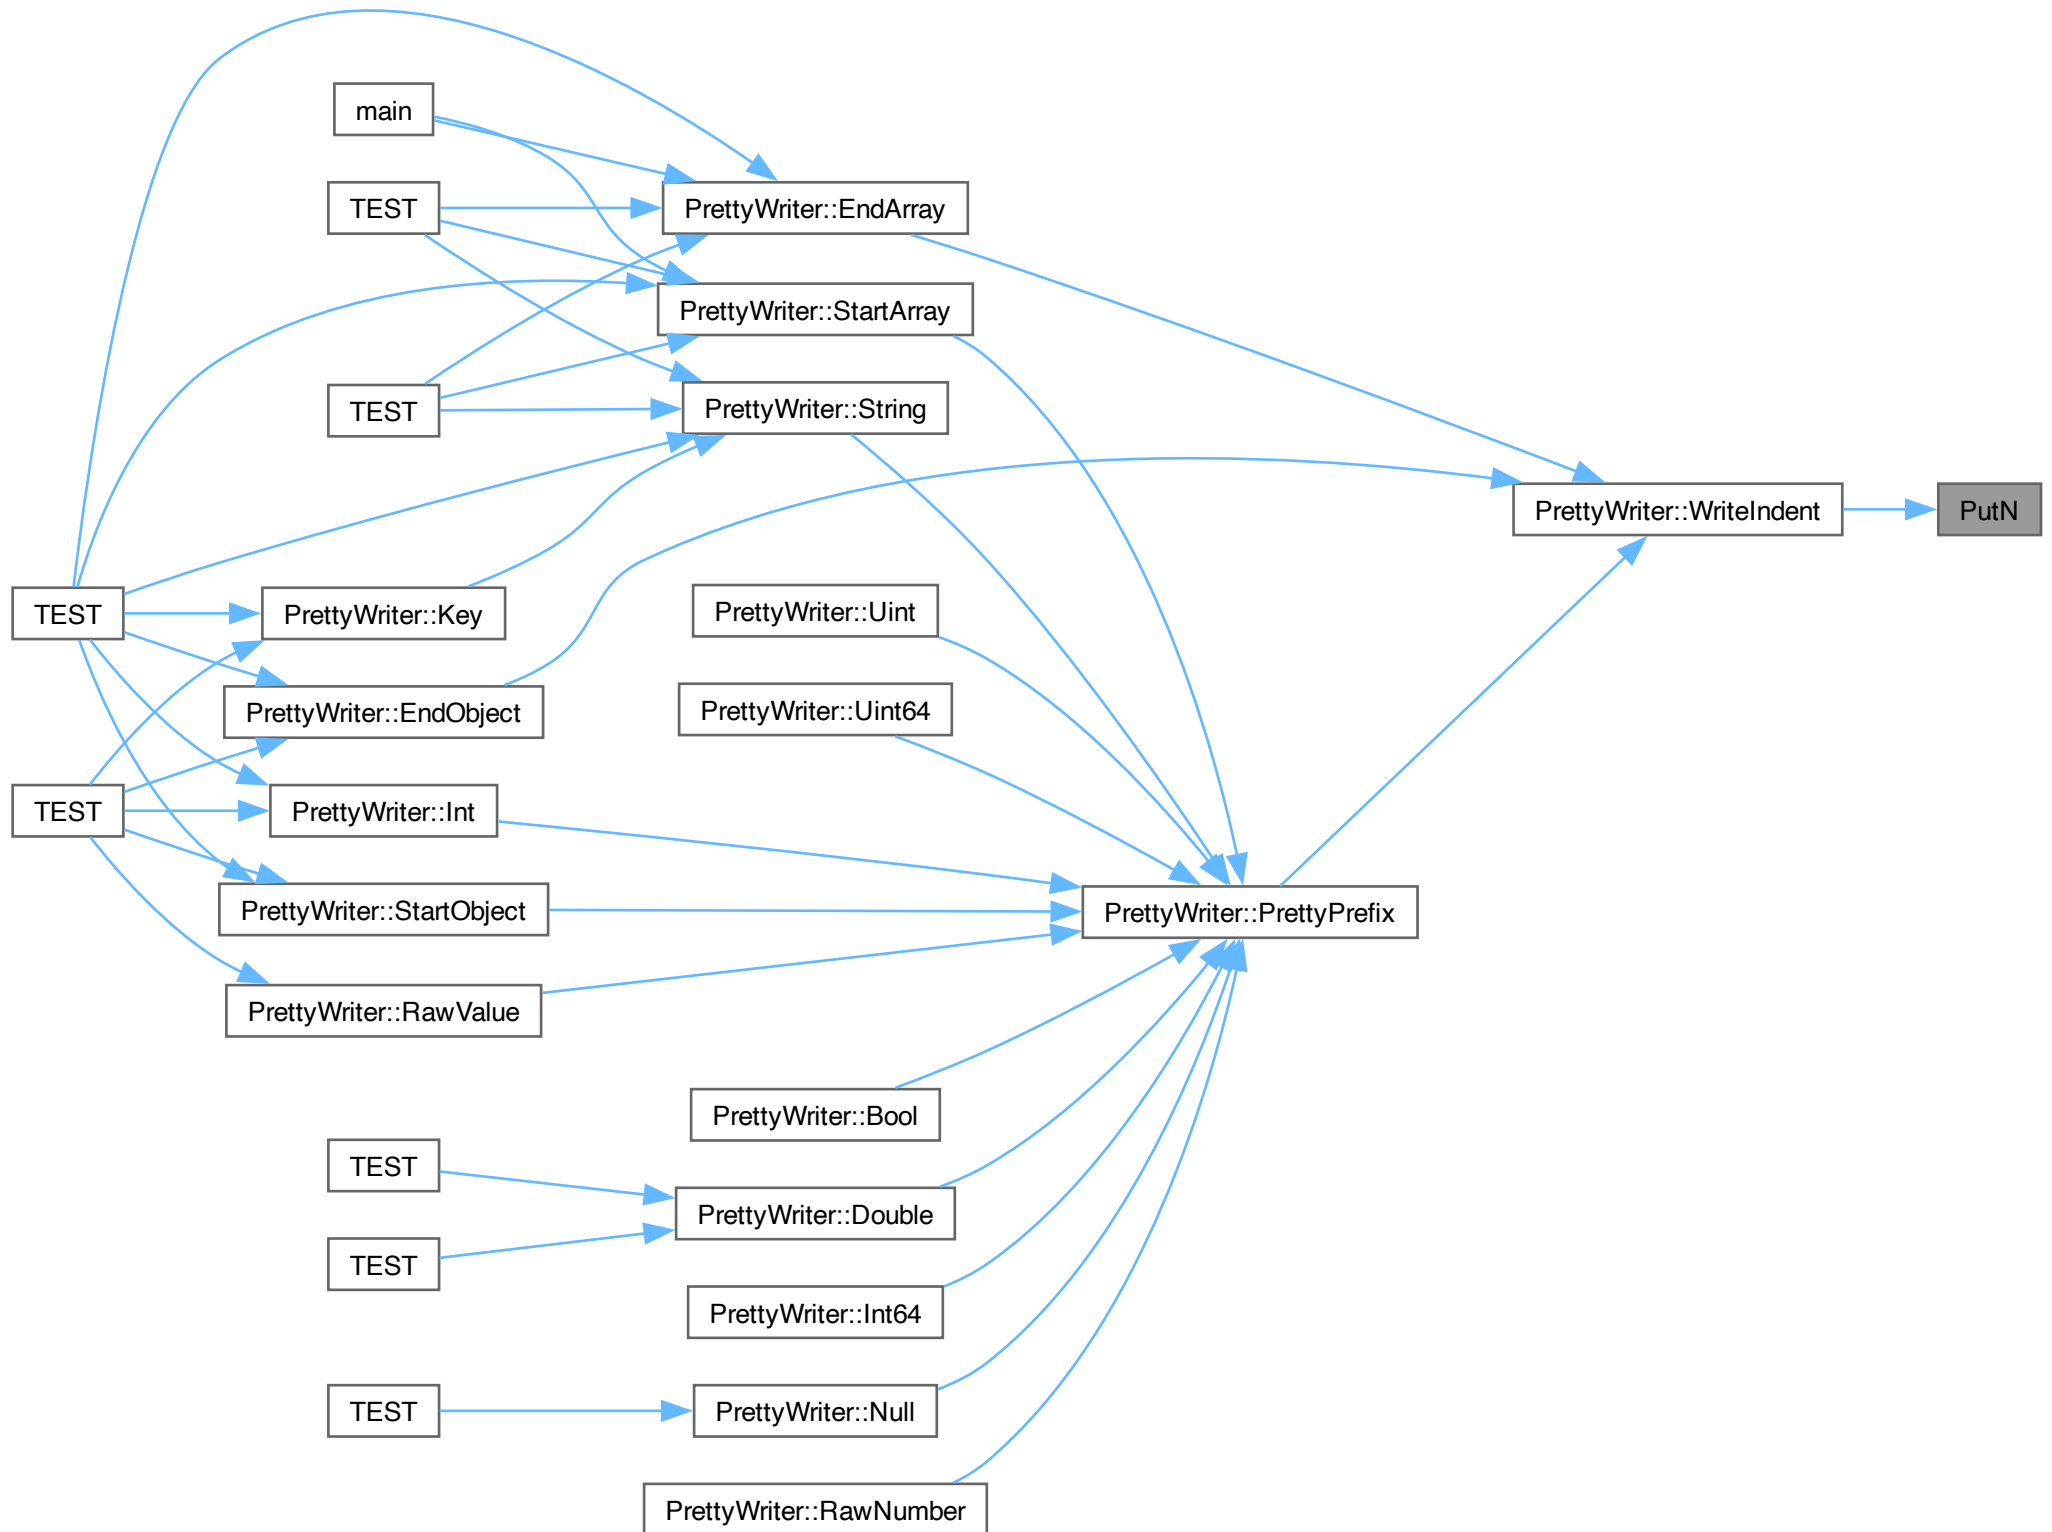 main
TEST
PrettyWriter::EndArray
PrettyWriter::StartArray
TEST
PrettyWriter::String
PrettyWriter::WriteIndent
PutN
TEST
PrettyWriter::Key
PrettyWriter::Uint
PrettyWriter::EndObject
PrettyWriter::Uint64
TEST
PrettyWriter::Int
PrettyWriter::StartObject
PrettyWriter::PrettyPrefix
PrettyWriter::RawValue
PrettyWriter::Bool
TEST
PrettyWriter::Double
TEST
PrettyWriter::Int64
TEST
PrettyWriter::Null
PrettyWriter::RawNumber